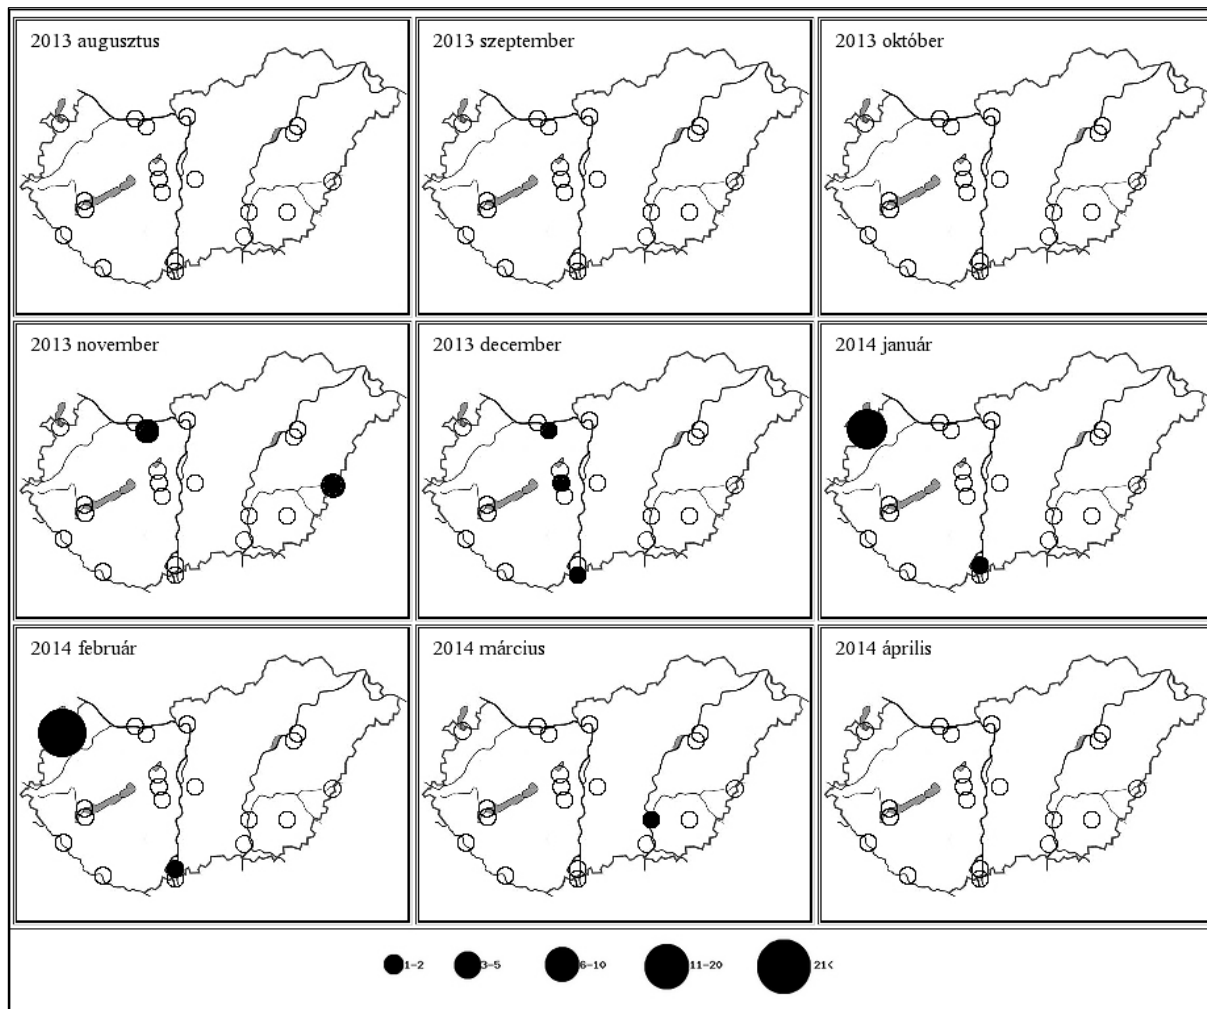 2013 augusztus
2013 szeptember
2013 október
2013 november
2013 december
2014 január
2014 február
2014 március
2014 április
1-2 3-5 6-10 11-20 21<